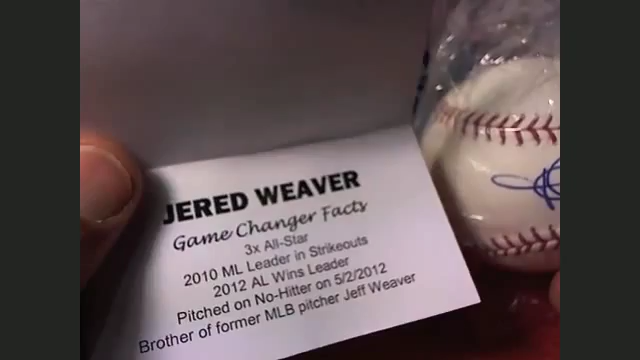 JERED WEAVER
Game Changer Facts
3x All-Star
2010 ML Leader in Strikeouts
2012 AL Wins Leader
Pitched on No-Hitter on 5/2/2012
Brother of former MLB pitcher Jeff Weaver